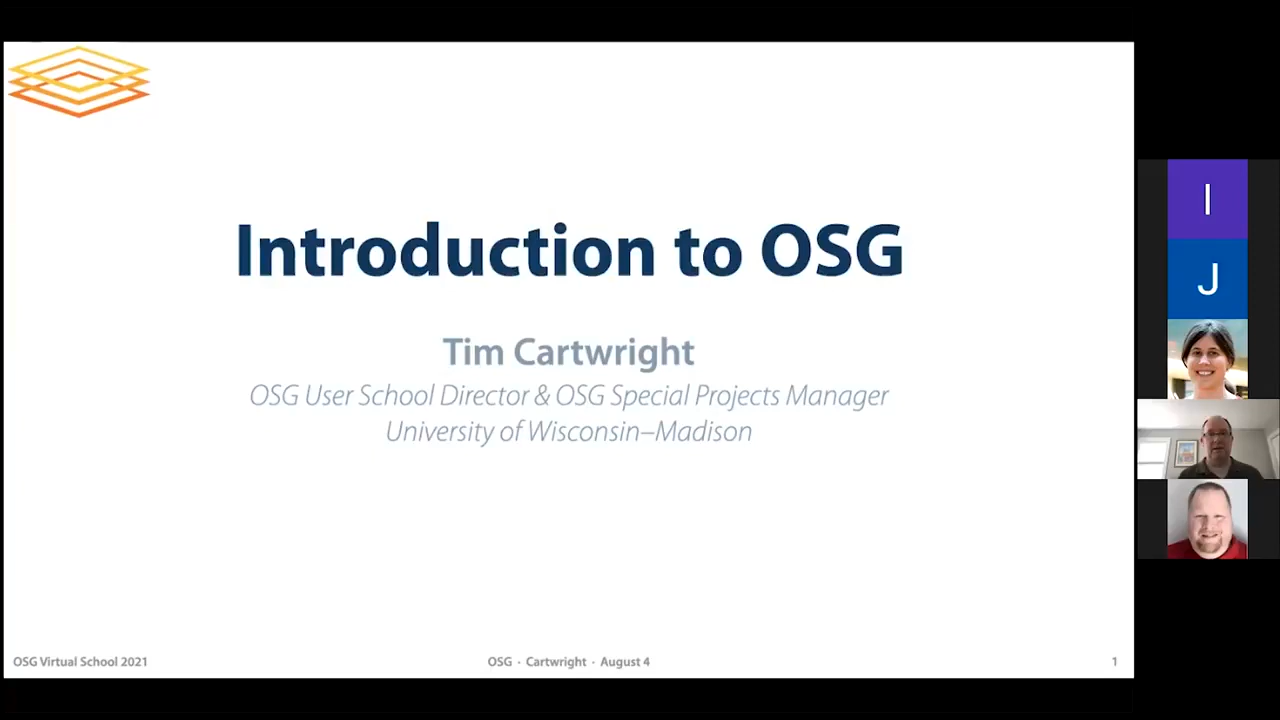 Introduction to OSG
Tim Cartwright
OSG User School Director & OSG Special Projects Manager
University of Wisconsin–Madison
OSG Virtual School 2021
OSG · Cartwright · August 4
1
I
J